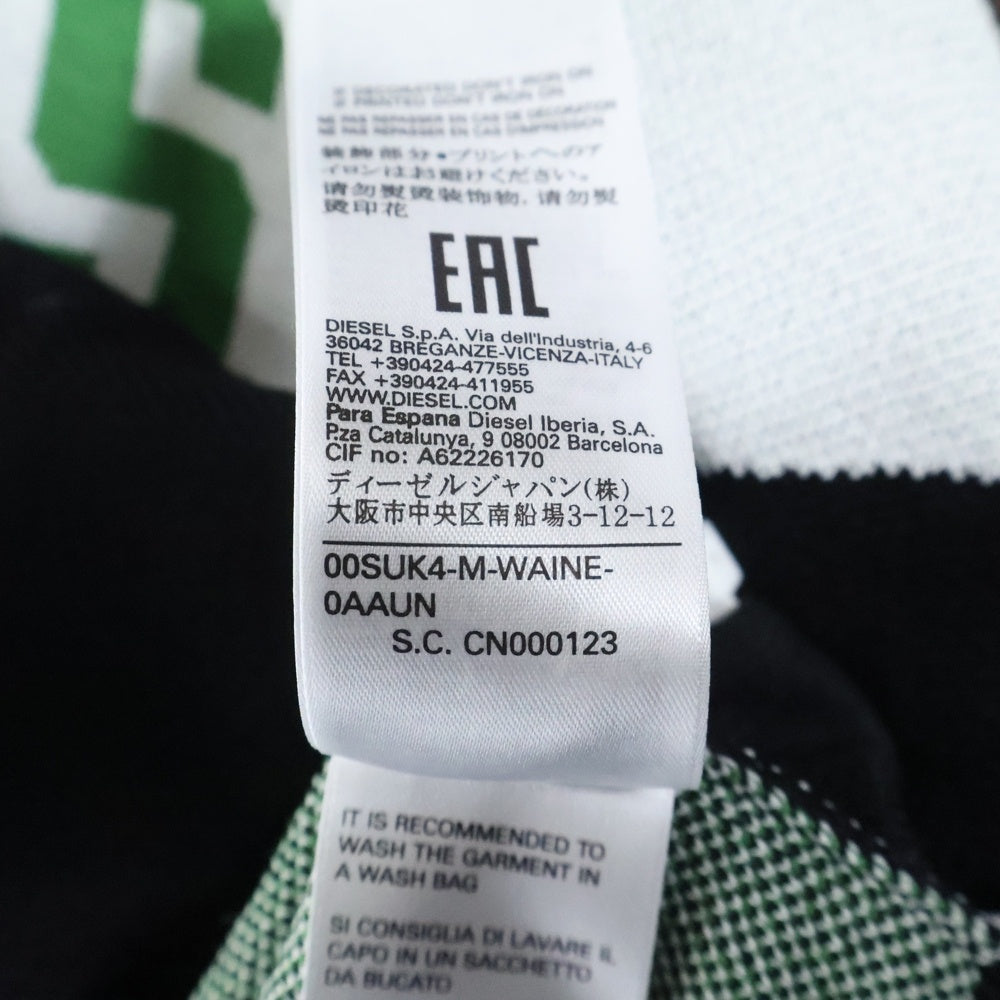 IF DECORATED DON'T IRON ON
IF PRINTED DON'T IRON ON
NE PAS REPASSER EN CAS DE DECORATION
NE PAS REPASSER EN CAS D'IMPRESSION
装飾部分・プリントへのア
イロンはお避けください。
请勿熨烫装饰物，请勿熨
烫印花
EAC
DIESEL S.p.A. Via dell'Industria, 4-6
36042 BREGANZE-VICENZA-ITALY
TEL +390424-477555
FAX +390424-411955
WWW.DIESEL.COM
Para Espana Diesel Iberia, S.A.
P.za Catalunya, 9 08002 Barcelona
CIF no: A62226170
ディーゼルジャパン(株)
大阪市中央区南船場3-12-12
00SUK4-M-WAINE-
0AAUN
S.C. CN000123
IT IS RECOMMENDED TO
WASH THE GARMENT IN
A WASH BAG
SI CONSIGLIA DI LAVARE IL
CAPO IN UN SACCHETTO
DA BUCATO